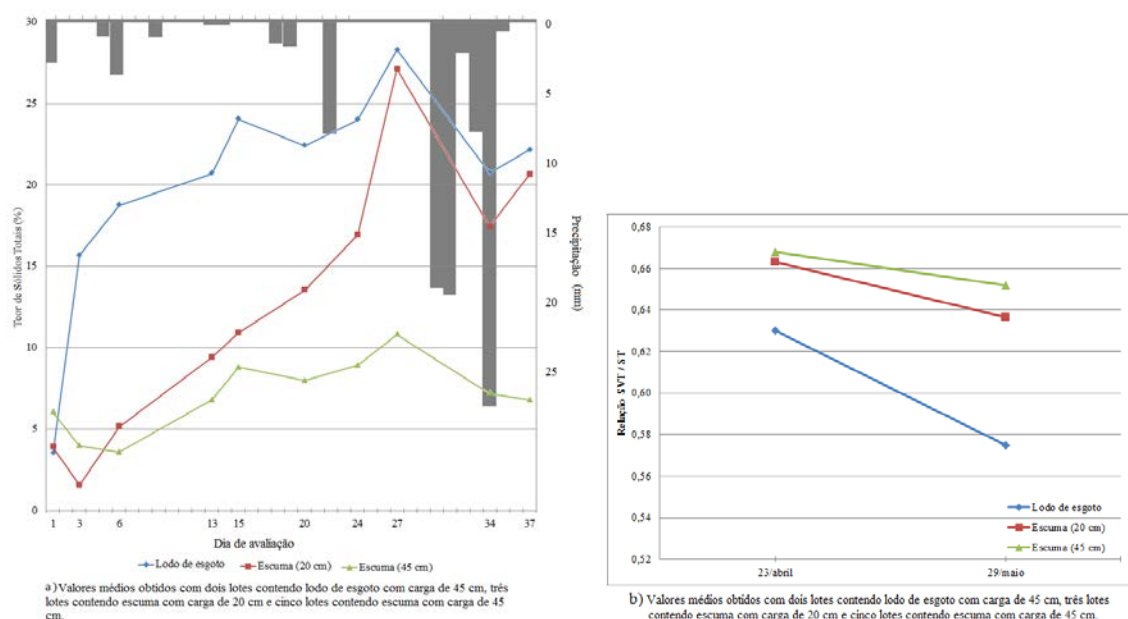 30
25
20
15
10
5
0
Teor de Sólidos Totais (%)
0
5
10
15
20
25
Precipitação (mm)
1 3 6 13 15 20 24 27 34 37
Dia de avaliação
Lodo de esgoto Escuma (20 cm) Escuma (45 cm)
a) Valores médios obtidos com dois lotes contendo lodo de esgoto com carga de 45 cm, três
lotes contendo escuma com carga de 20 cm e cinco lotes contendo escuma com carga de 45
cm.
0,68
0,66
0,64
0,62
0,60
0,58
0,56
0,54
0,52
Relação SVT / ST
Lodo de esgoto
Escuma (20 cm)
Escuma (45 cm)
23/abril 29/maio
b) Valores médios obtidos com dois lotes contendo lodo de esgoto com carga de 45 cm, três lotes
contendo escuma com carga de 20 cm e cinco lotes contendo escuma com carga de 45 cm.